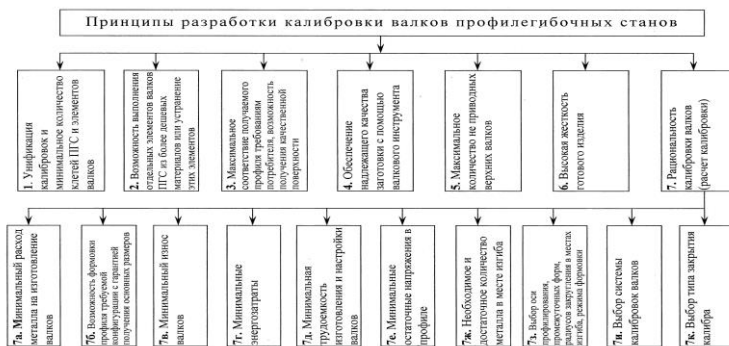 Принципы разработки калибровки валков профилегибочных станов
1. Унификация
калибровок и
минимальное количество
клетей ПГС и элементы
валков
2. Возможность выполнения
отдельных элементов валков
ПГС из более дешевых
материалов или устранение
этих элементов
3. Максимальное
соответствие получаемого
профиля требованиям
потребителя, возможность
получения качественной
поверхности
4. Обеспечение
надлежащего качества
заготовки с помощью
валкового инструмента
5. Максимальное
количество не приводных
верхних валков
6. Высокая жесткость
готового изделия
7. Рациональность
калибровки валков
(расчет калибровки)
7а. Минимальный расход
металла на изготовление
валков
7б. Возможность формовки
профиля требуемой
конфигурации с гарантией
получения основных размеров
7в. Минимальный износ
валков
7г. Минимальные
энергозатраты
7д. Минимальная
трудоемкость
изготовления и настройки
валков
7е. Минимальные
остаточные напряжения в
профиле
7ж. Необходимое и
достаточное количество
металла в месте изгиба
7з. Выбор оси
профилирования,
промежуточных форм,
радиусов закругления в местах
изгиба, режима формовки
7и. Выбор системы
калибровок валков
7к. Выбор типа закрытия
калибра